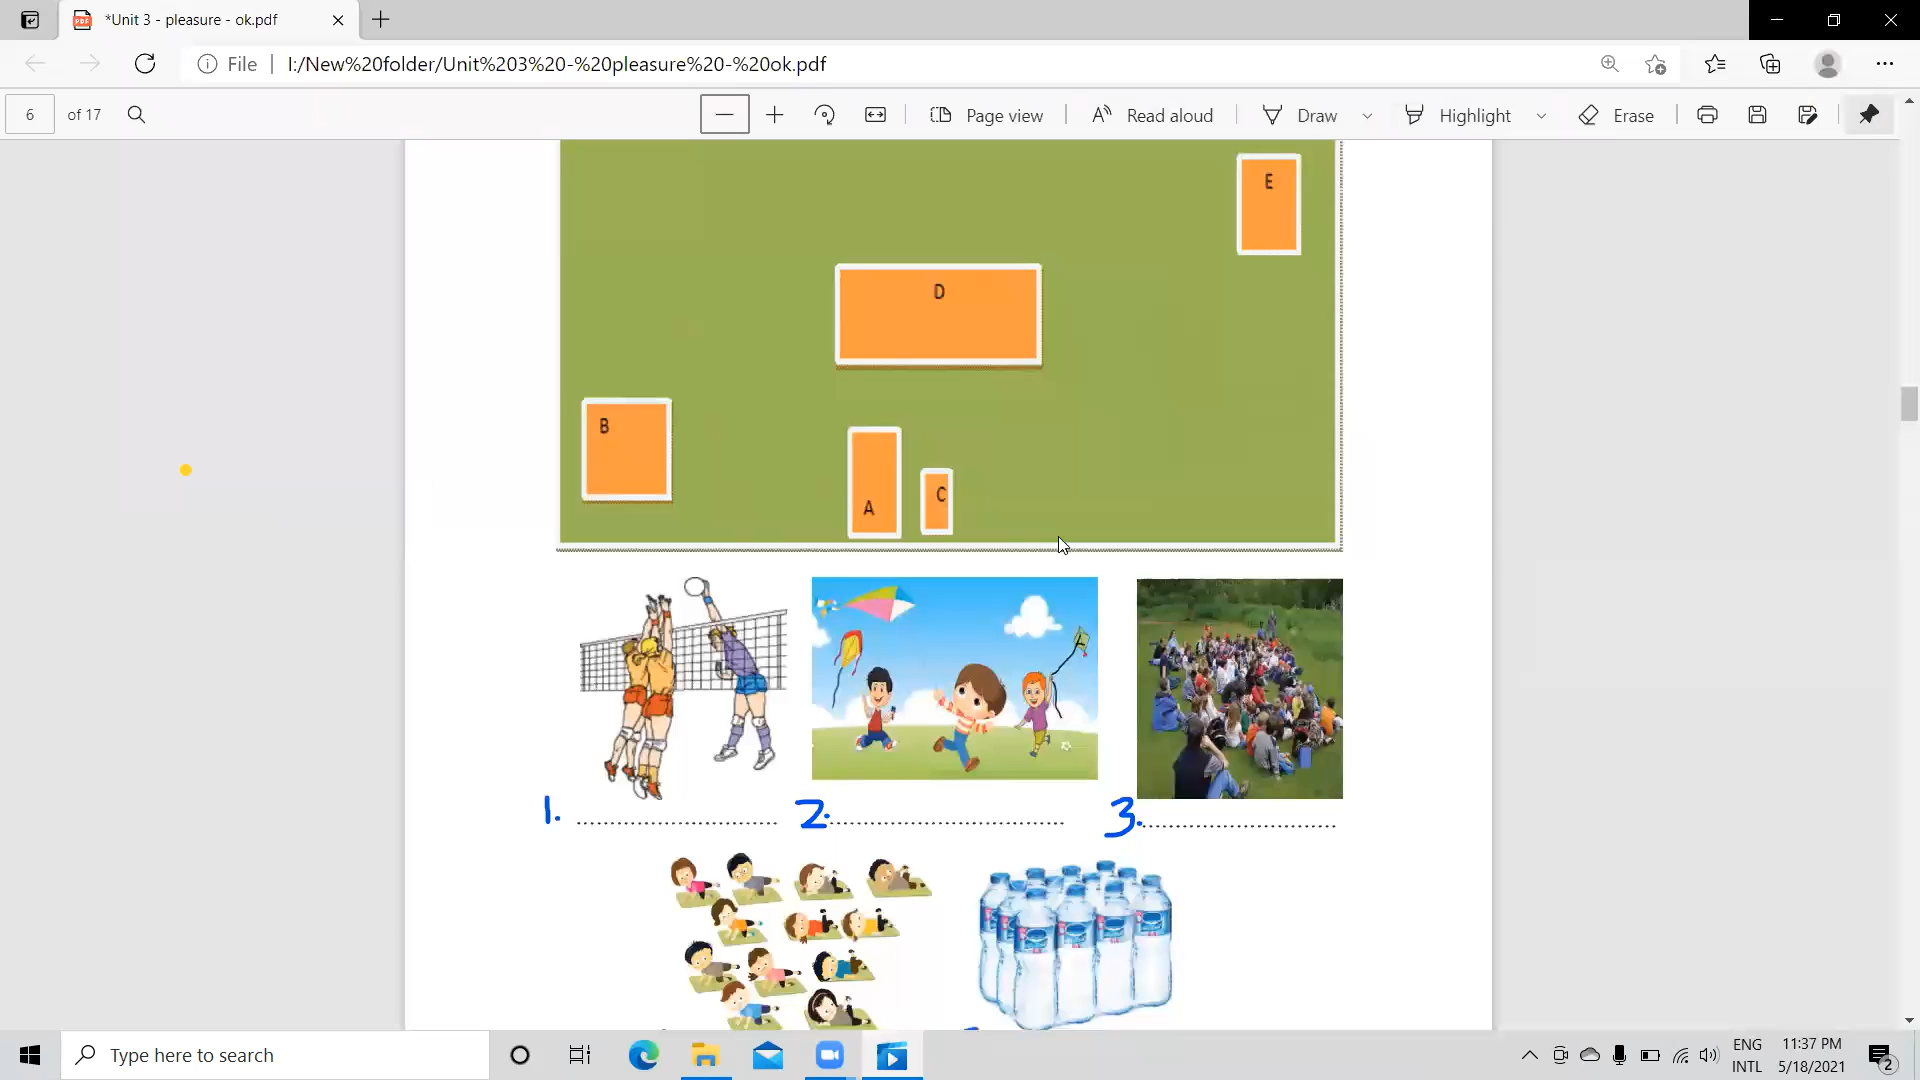 *Unit 3 - pleasure - ok.pdf
File
I:/New%20folder/Unit%203%20-%20pleasure%20-%20ok.pdf
6 of 17
Page view
Read aloud
Draw
Highlight
Erase
E
D
B
A
C
1. ........................
2. ............................
3. ........................
Type here to search
ENG
INTL
11:37 PM
5/18/2021
2